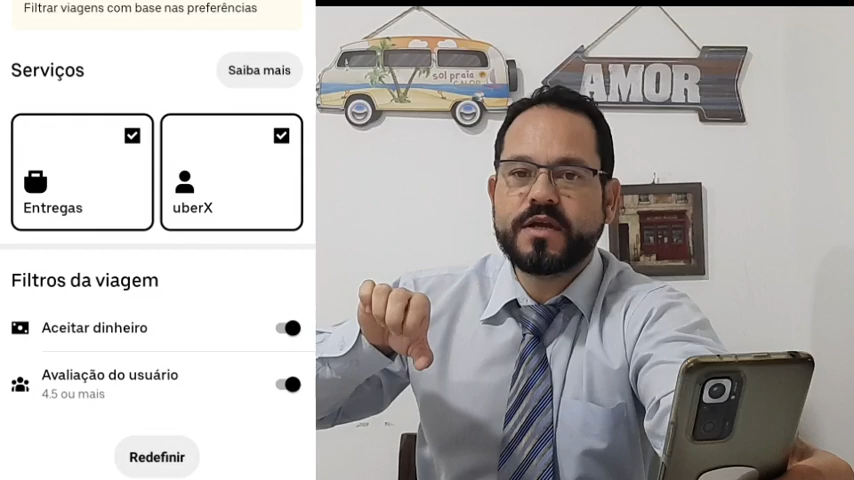 Filtrar viagens com base nas preferências
Serviços
Saiba mais
Entregas
uberX
Filtros da viagem
Aceitar dinheiro
Avaliação do usuário
4.5 ou mais
Redefinir
sol praia
CALOR
AMOR